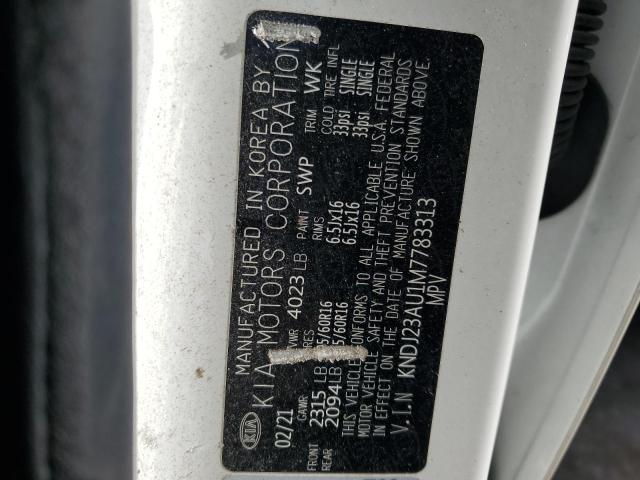 MANUFACTURED IN KOREA BY
KIA MOTORS CORPORATION
KIA
02/21 GVWR 4023 LB PAINT SWP TRIM WK
GAWR TIRES RIMS COLD TIRE INFL
FRONT 2315 LB 5/60R16 6.5Jx16 33psi SINGLE
REAR 2094 LB 5/60R16 6.5Jx16 33psi SINGLE
THIS VEHICLE CONFORMS TO ALL APPLICABLE U.S.A. FEDERAL
MOTOR VEHICLE SAFETY AND THEFT PREVENTION STANDARDS
IN EFFECT ON THE DATE OF MANUFACTURE SHOWN ABOVE.
V.I.N KNDJ23AU1M7783313
MPV